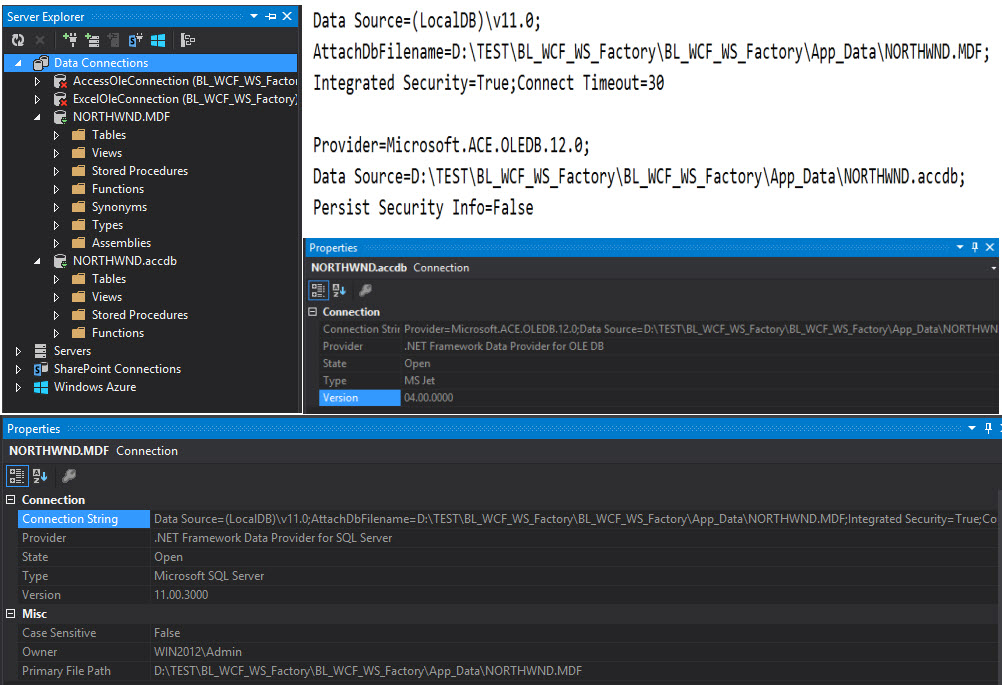 Server Explorer
Data Connections
AccessOleConnection (BL_WCF_WS_Factor
ExcelOleConnection (BL_WCF_WS_Factory)
NORTHWND.MDF
Tables
Views
Stored Procedures
Functions
Synonyms
Types
Assemblies
NORTHWND.accdb
Tables
Views
Stored Procedures
Functions
Servers
SharePoint Connections
Windows Azure
Data Source=(LocalDB)\v11.0;
AttachDbFilename=D:\TEST\BL_WCF_WS_Factory\BL_WCF_WS_Factory\App_Data\NORTHWND.MDF;
Integrated Security=True;Connect Timeout=30
Provider=Microsoft.ACE.OLEDB.12.0;
Data Source=D:\TEST\BL_WCF_WS_Factory\BL_WCF_WS_Factory\App_Data\NORTHWND.accdb;
Persist Security Info=False
Properties
NORTHWND.accdb Connection
Connection
Connection Strin Provider=Microsoft.ACE.OLEDB.12.0;Data Source=D:\TEST\BL_WCF_WS_Factory\BL_WCF_WS_Factory\App_Data\NORTHWN
Provider .NET Framework Data Provider for OLE DB
State Open
Type MS Jet
Version 04.00.0000
Properties
NORTHWND.MDF Connection
Connection
Connection String Data Source=(LocalDB)\v11.0;AttachDbFilename=D:\TEST\BL_WCF_WS_Factory\BL_WCF_WS_Factory\App_Data\NORTHWND.MDF;Integrated Security=True;Co
Provider .NET Framework Data Provider for SQL Server
State Open
Type Microsoft SQL Server
Version 11.00.3000
Misc
Case Sensitive False
Owner WIN2012\Admin
Primary File Path D:\TEST\BL_WCF_WS_Factory\BL_WCF_WS_Factory\App_Data\NORTHWND.MDF